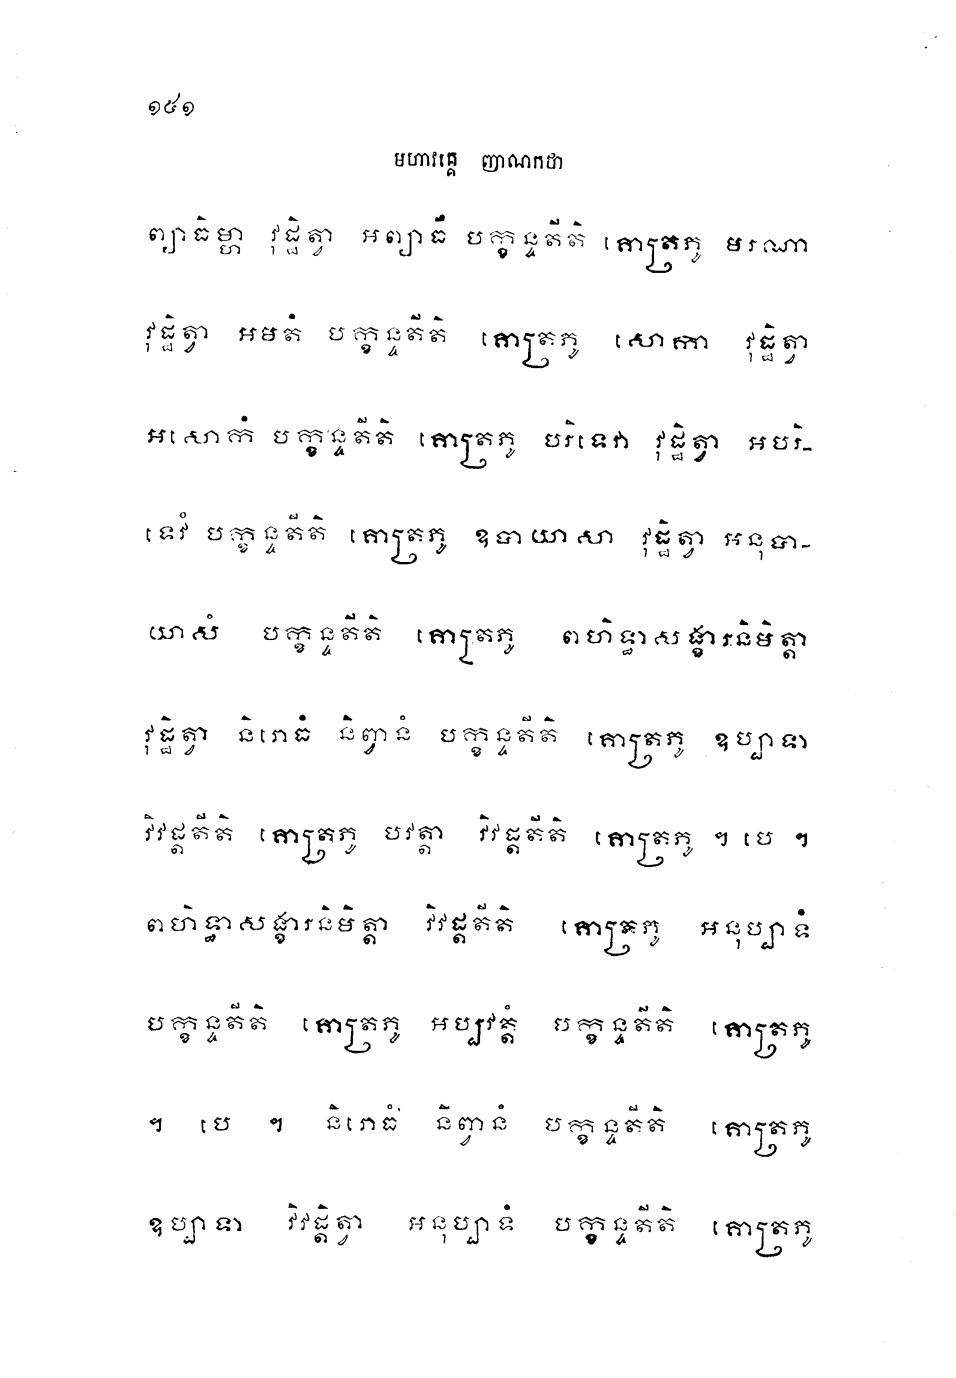 ១៤១
មហាវគ្គេ ញាណកថា
ព្យាធិម្ហា វុដ្ឋិត្វា អព្យាធឹ បក្ខន្ទតីតិ គោត្រភូ មរណា
វុដ្ឋិត្វា អមតំ បក្ខន្ទតីតិ គោត្រភូ សោកា វុដ្ឋិត្វា
អសោកំ បក្ខន្ទតីតិ គោត្រភូ បរិទេវា វុដ្ឋិត្វា អបរិ-
ទេវំ បក្ខន្ទតីតិ គោត្រភូ ឧបាយាសា វុដ្ឋិត្វា អនុបា-
យាសំ បក្ខន្ទតីតិ គោត្រភូ ពហិទ្ធាសង្ខារនិមិត្តា
វុដ្ឋិត្វា និរោធំ និព្វានំ បក្ខន្ទតីតិ គោត្រភូ ឧប្បាទា
វិវដ្តតីតិ គោត្រភូ បវត្តា វិវដ្តតីតិ គោត្រភូ ។ បេ ។
ពហិទ្ធាសង្ខារនិមិត្តា វិវដ្តតីតិ គោត្រភូ អនុប្បាទំ
បក្ខន្ទតីតិ គោត្រភូ អប្បវត្តំ បក្ខន្ទតីតិ គោត្រភូ
។ បេ ។ និរោធំ និព្វានំ បក្ខន្ទតីតិ គោត្រភូ
ឧប្បាទា វិវដ្តិត្វា អនុប្បាទំ បក្ខន្ទតីតិ គោត្រភូ